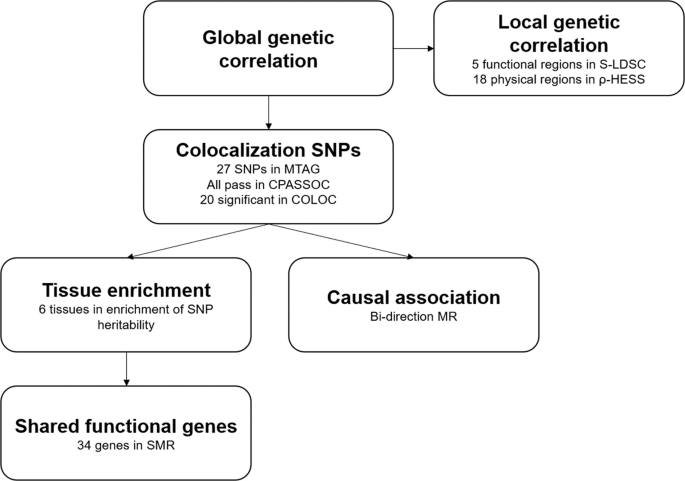 Global genetic
correlation
Local genetic
correlation
5 functional regions in S-LDSC
18 physical regions in ρ-HESS
Colocalization SNPs
27 SNPs in MTAG
All pass in CPASSOC
20 significant in COLOC
Tissue enrichment
6 tissues in enrichment of SNP
heritability
Causal association
Bi-direction MR
Shared functional genes
34 genes in SMR